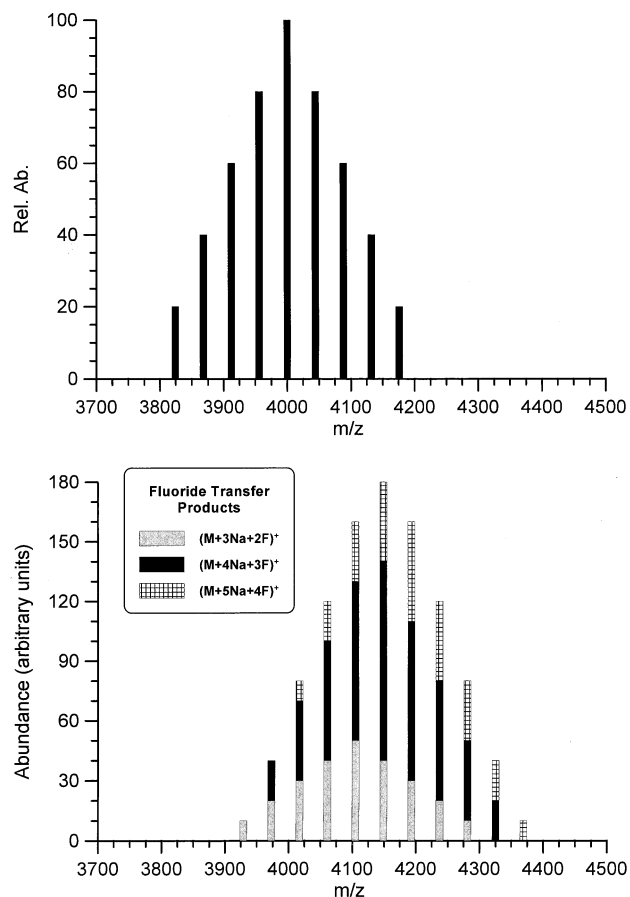 100
80
60
40
20
0
Rel. Ab.
3700 3800 3900 4000 4100 4200 4300 4400 4500
m/z
180
150
120
90
60
30
0
Abundance (arbitrary units)
Fluoride Transfer
Products
(M+3Na+2F)⁺
(M+4Na+3F)⁺
(M+5Na+4F)⁺
3700 3800 3900 4000 4100 4200 4300 4400 4500
m/z